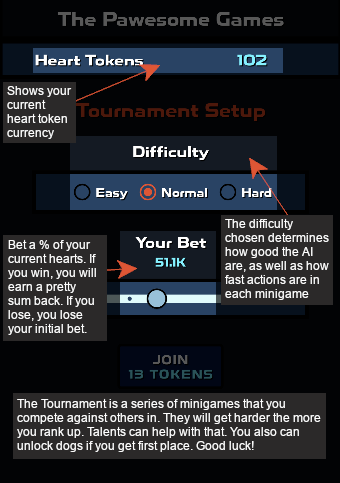 The Pawesome Games
Heart Tokens 102
Shows your
current
heart token
currency
Tournament Setup
Difficulty
Easy Normal Hard
The difficulty
chosen determines
how good the AI
are, as well as how
fast actions are in
each minigame
Bet a % of your
current hearts. If
you win, you will
earn a pretty
sum back. If you
lose, you lose
your initial bet.
Your Bet
51.1K
JOIN
13 TOKENS
The Tournament is a series of minigames that you
compete against others in. They will get harder the more
you rank up. Talents can help with that. You also can
unlock dogs if you get first place. Good luck!